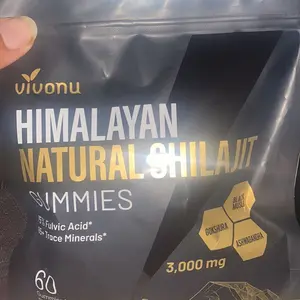 vivonu
HIMALAYAN
NATURAL SHILAJIT
GUMMIES
Fulvic Acid*
Trace Minerals*
GOKSHURA
ASHWAGANDHA
3,000 mg
60